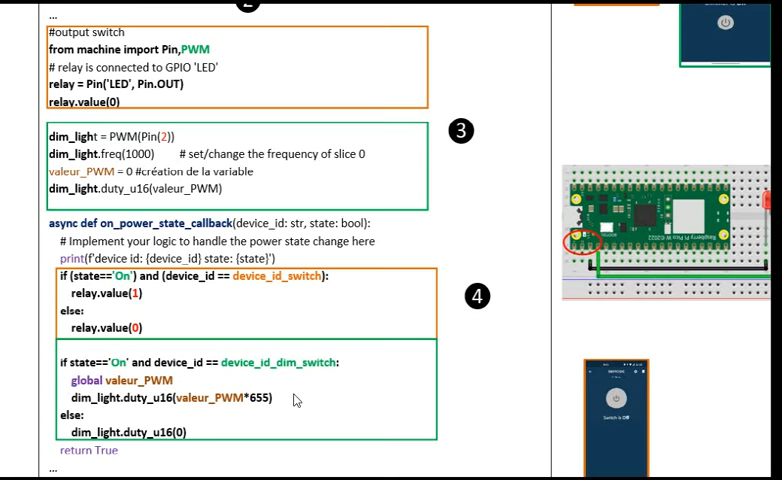 ...
#output switch
from machine import Pin,PWM
# relay is connected to GPIO 'LED'
relay = Pin('LED', Pin.OUT)
relay.value(0)
dim_light = PWM(Pin(2))
dim_light.freq(1000) # set/change the frequency of slice 0
valeur_PWM = 0 #création de la variable
dim_light.duty_u16(valeur_PWM)
3
async def on_power_state_callback(device_id: str, state: bool):
# Implement your logic to handle the power state change here
print(f'device id: {device_id} state: {state}')
if (state=='On') and (device_id == device_id_switch):
relay.value(1)
else:
relay.value(0)
4
if state=='On' and device_id == device_id_dim_switch:
global valeur_PWM
dim_light.duty_u16(valeur_PWM*655)
else:
dim_light.duty_u16(0)
return True
...
Raspberry Pi Pico W ©2022
Switch is Off